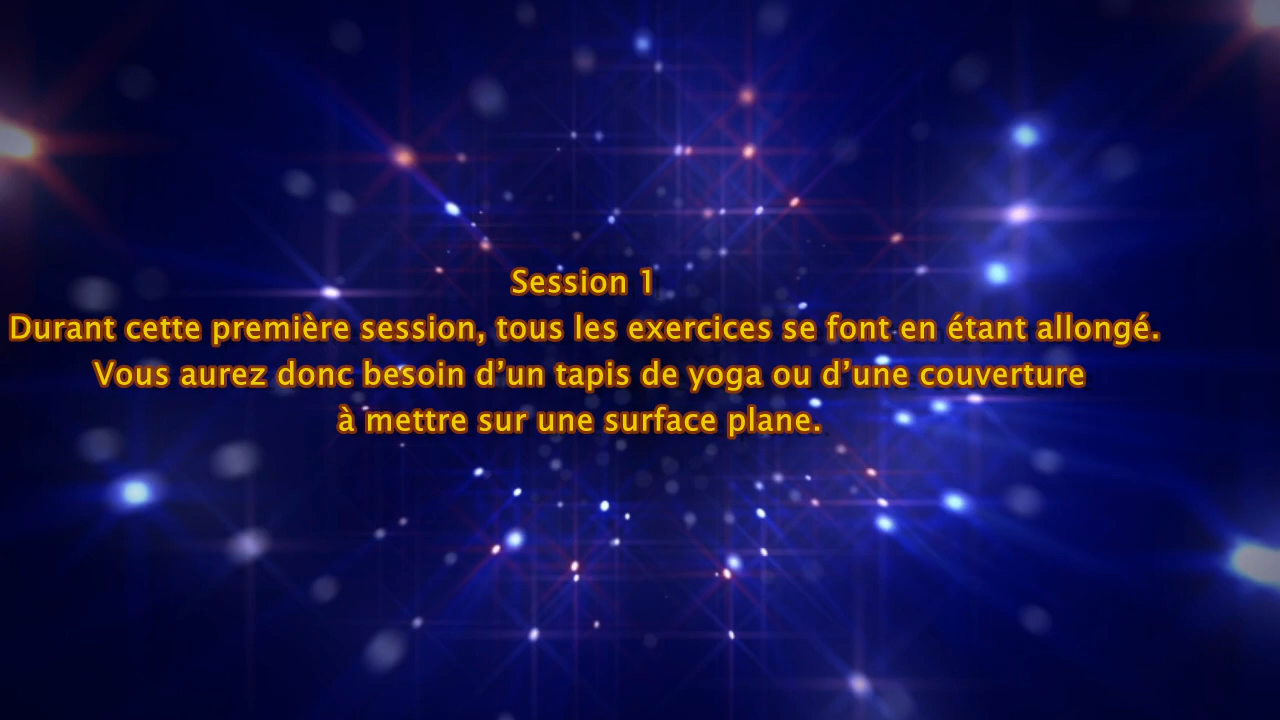 Session 1
Durant cette première session, tous les exercices se font en étant allongé.
Vous aurez donc besoin d’un tapis de yoga ou d’une couverture
à mettre sur une surface plane.